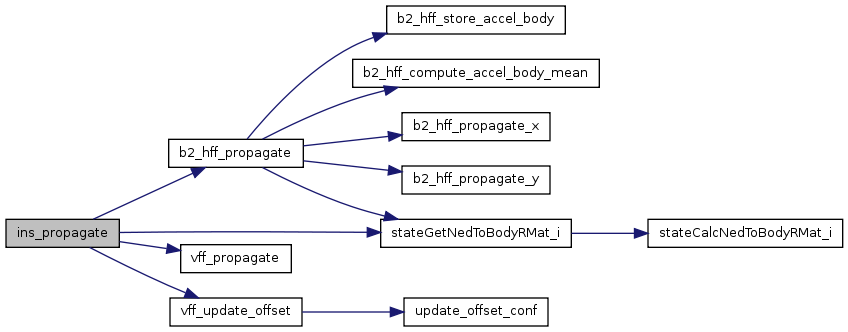 b2_hff_store_accel_body
b2_hff_compute_accel_body_mean
b2_hff_propagate_x
b2_hff_propagate
b2_hff_propagate_y
ins_propagate
stateGetNedToBodyRMat_i
stateCalcNedToBodyRMat_i
vff_propagate
vff_update_offset
update_offset_conf